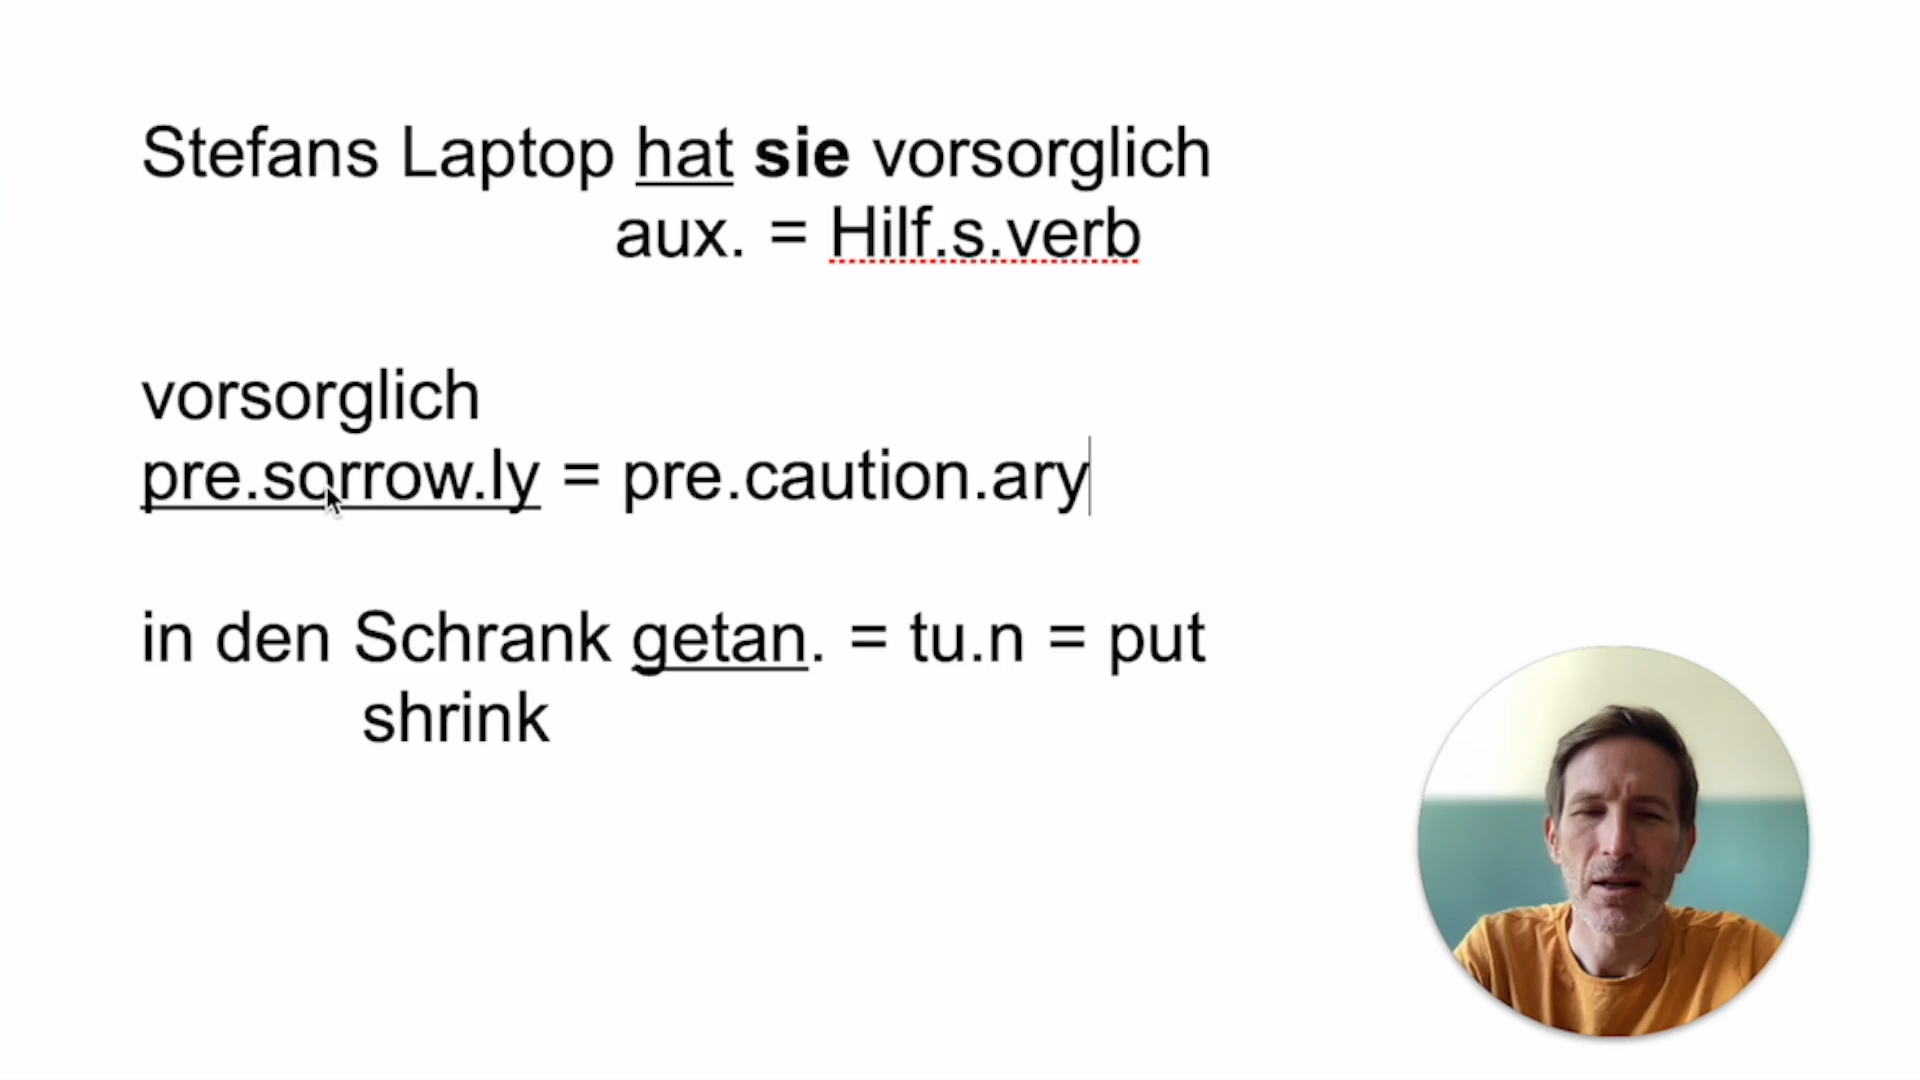 Stefans Laptop hat sie vorsorglich
aux. = Hilf.s.verb
vorsorglich
pre.sorrow.ly = pre.caution.ary
in den Schrank getan. = tu.n = put
shrink